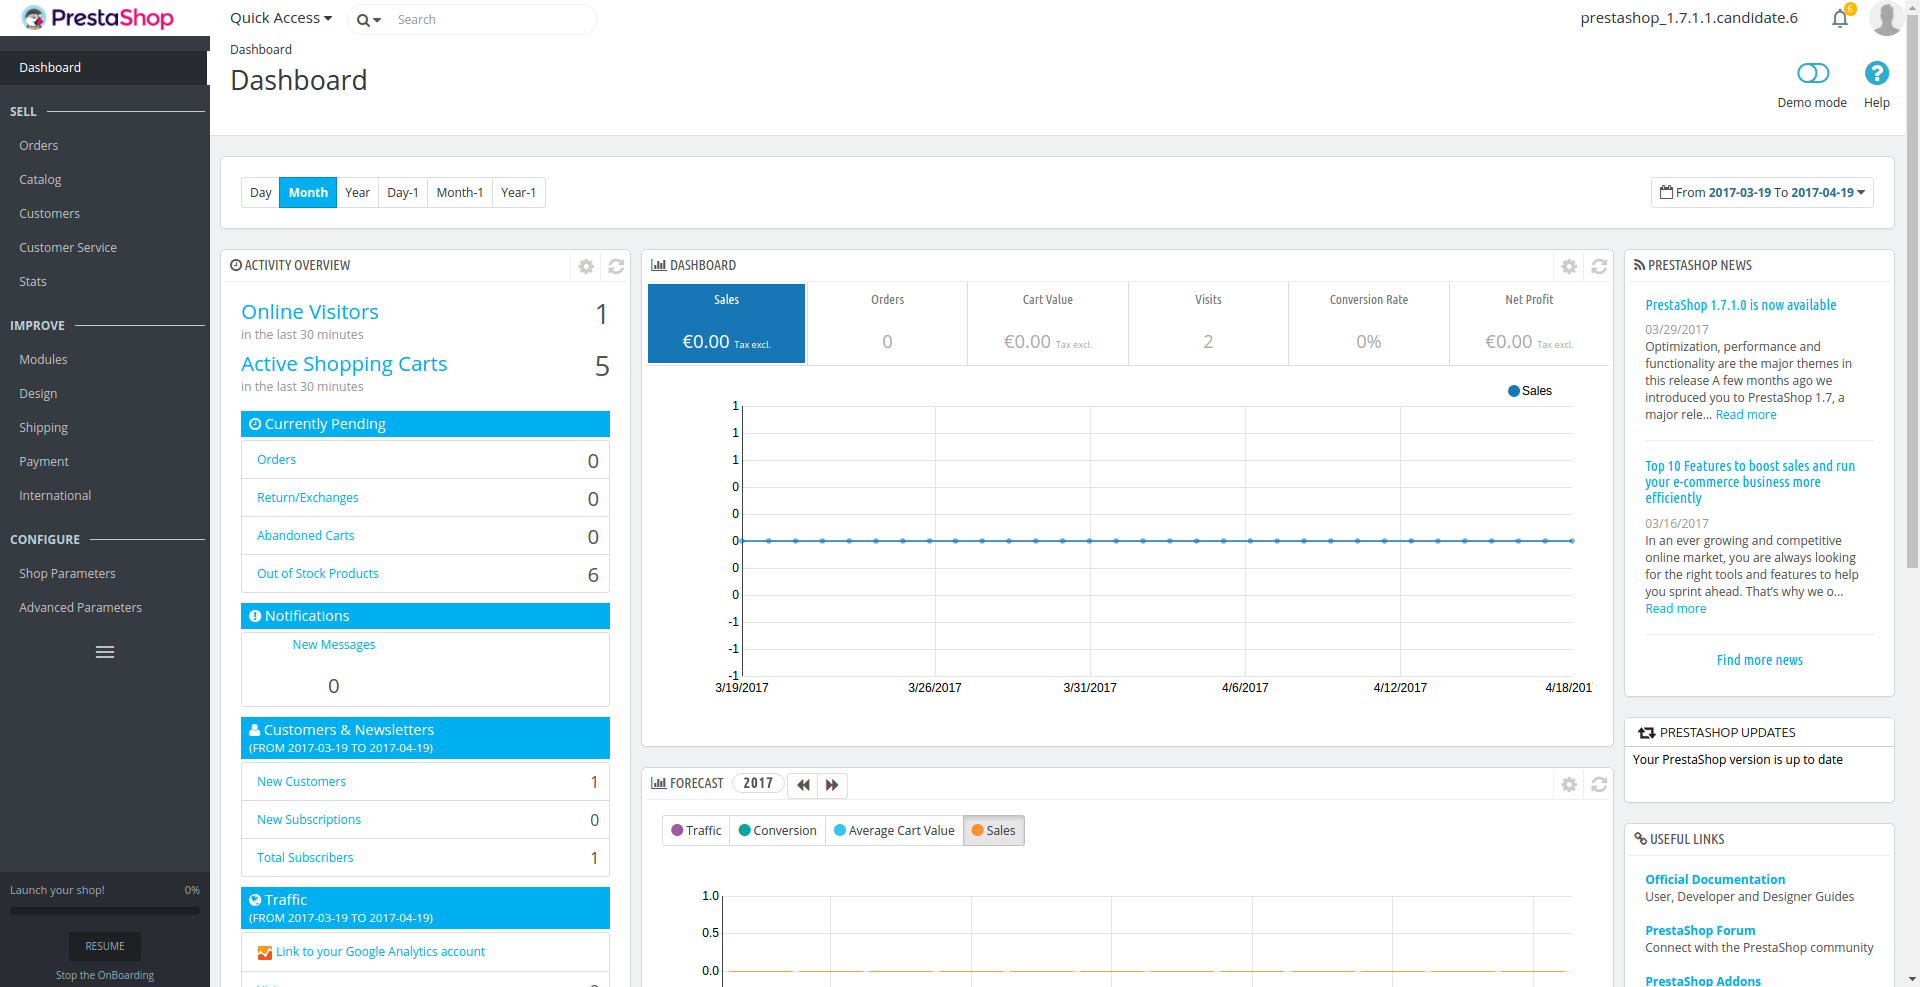 PrestaShop
Quick Access
Search
prestashop_1.7.1.1.candidate.6
6
Dashboard
Dashboard
Demo mode
Help
Dashboard
SELL
Orders
Catalog
Customers
Customer Service
Stats
IMPROVE
Modules
Design
Shipping
Payment
International
CONFIGURE
Shop Parameters
Advanced Parameters
Launch your shop! 0%
RESUME
Stop the OnBoarding
Day Month Year Day-1 Month-1 Year-1
From 2017-03-19 To 2017-04-19
ACTIVITY OVERVIEW
Online Visitors 1
in the last 30 minutes
Active Shopping Carts 5
in the last 30 minutes
Currently Pending
Orders 0
Return/Exchanges 0
Abandoned Carts 0
Out of Stock Products 6
Notifications
New Messages
0
Customers & Newsletters
(FROM 2017-03-19 TO 2017-04-19)
New Customers 1
New Subscriptions 0
Total Subscribers 1
Traffic
(FROM 2017-03-19 TO 2017-04-19)
Link to your Google Analytics account
DASHBOARD
Sales Orders Cart Value Visits Conversion Rate Net Profit
€0.00 Tax excl. 0 €0.00 Tax excl. 2 0% €0.00 Tax excl.
Sales
1
1
1
0
0
0
0
0
-1
-1
-1
3/19/2017 3/26/2017 3/31/2017 4/6/2017 4/12/2017 4/18/201
FORECAST 2017
Traffic Conversion Average Cart Value Sales
1.0
0.5
0.0
PRESTASHOP NEWS
PrestaShop 1.7.1.0 is now available
03/29/2017
Optimization, performance and
functionality are the major themes in
this release A few months ago we
introduced you to PrestaShop 1.7, a
major rele... Read more
Top 10 Features to boost sales and run
your e-commerce business more
efficiently
03/16/2017
In an ever growing and competitive
online market, you are always looking
for the right tools and features to help
you sprint ahead. That’s why we o...
Read more
Find more news
PRESTASHOP UPDATES
Your PrestaShop version is up to date
USEFUL LINKS
Official Documentation
User, Developer and Designer Guides
PrestaShop Forum
Connect with the PrestaShop community
PrestaShop Addons